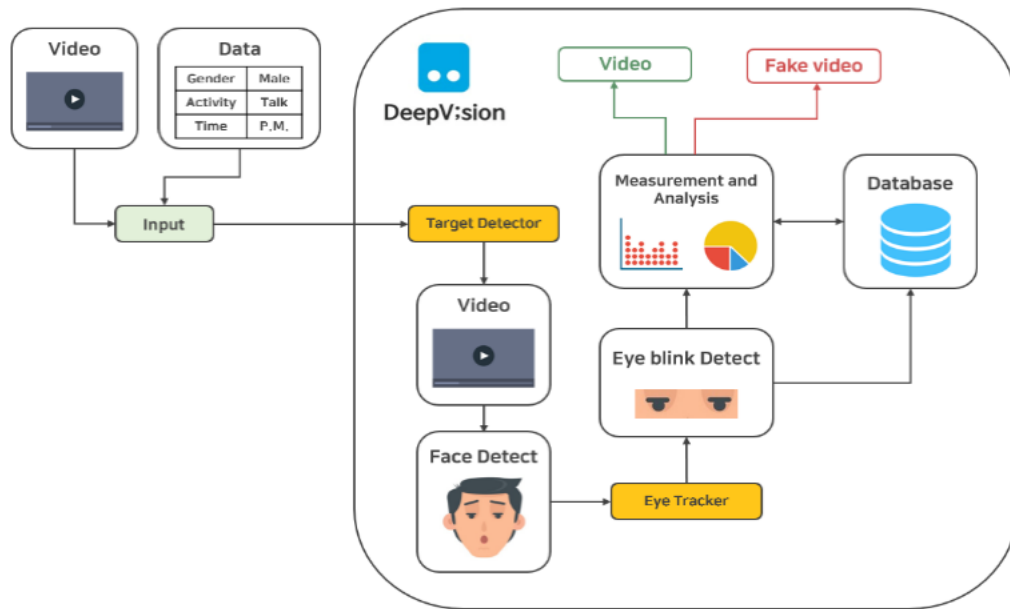 Video
Data
Gender Male
Activity Talk
Time P.M.
Input
DeepV;sion
Target Detector
Video
Face Detect
Eye Tracker
Eye blink Detect
Measurement and
Analysis
Database
Video
Fake video